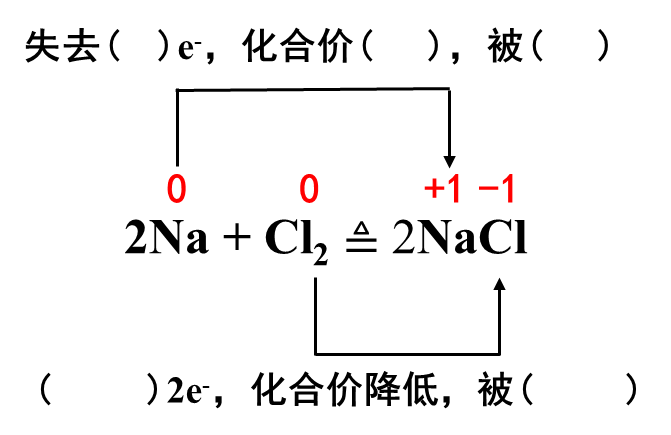 失去(  )e-，化合价(   )，被(   )
0 0 +1 −1
2Na + Cl2 ≜ 2NaCl
(     )2e-，化合价降低，被(    )